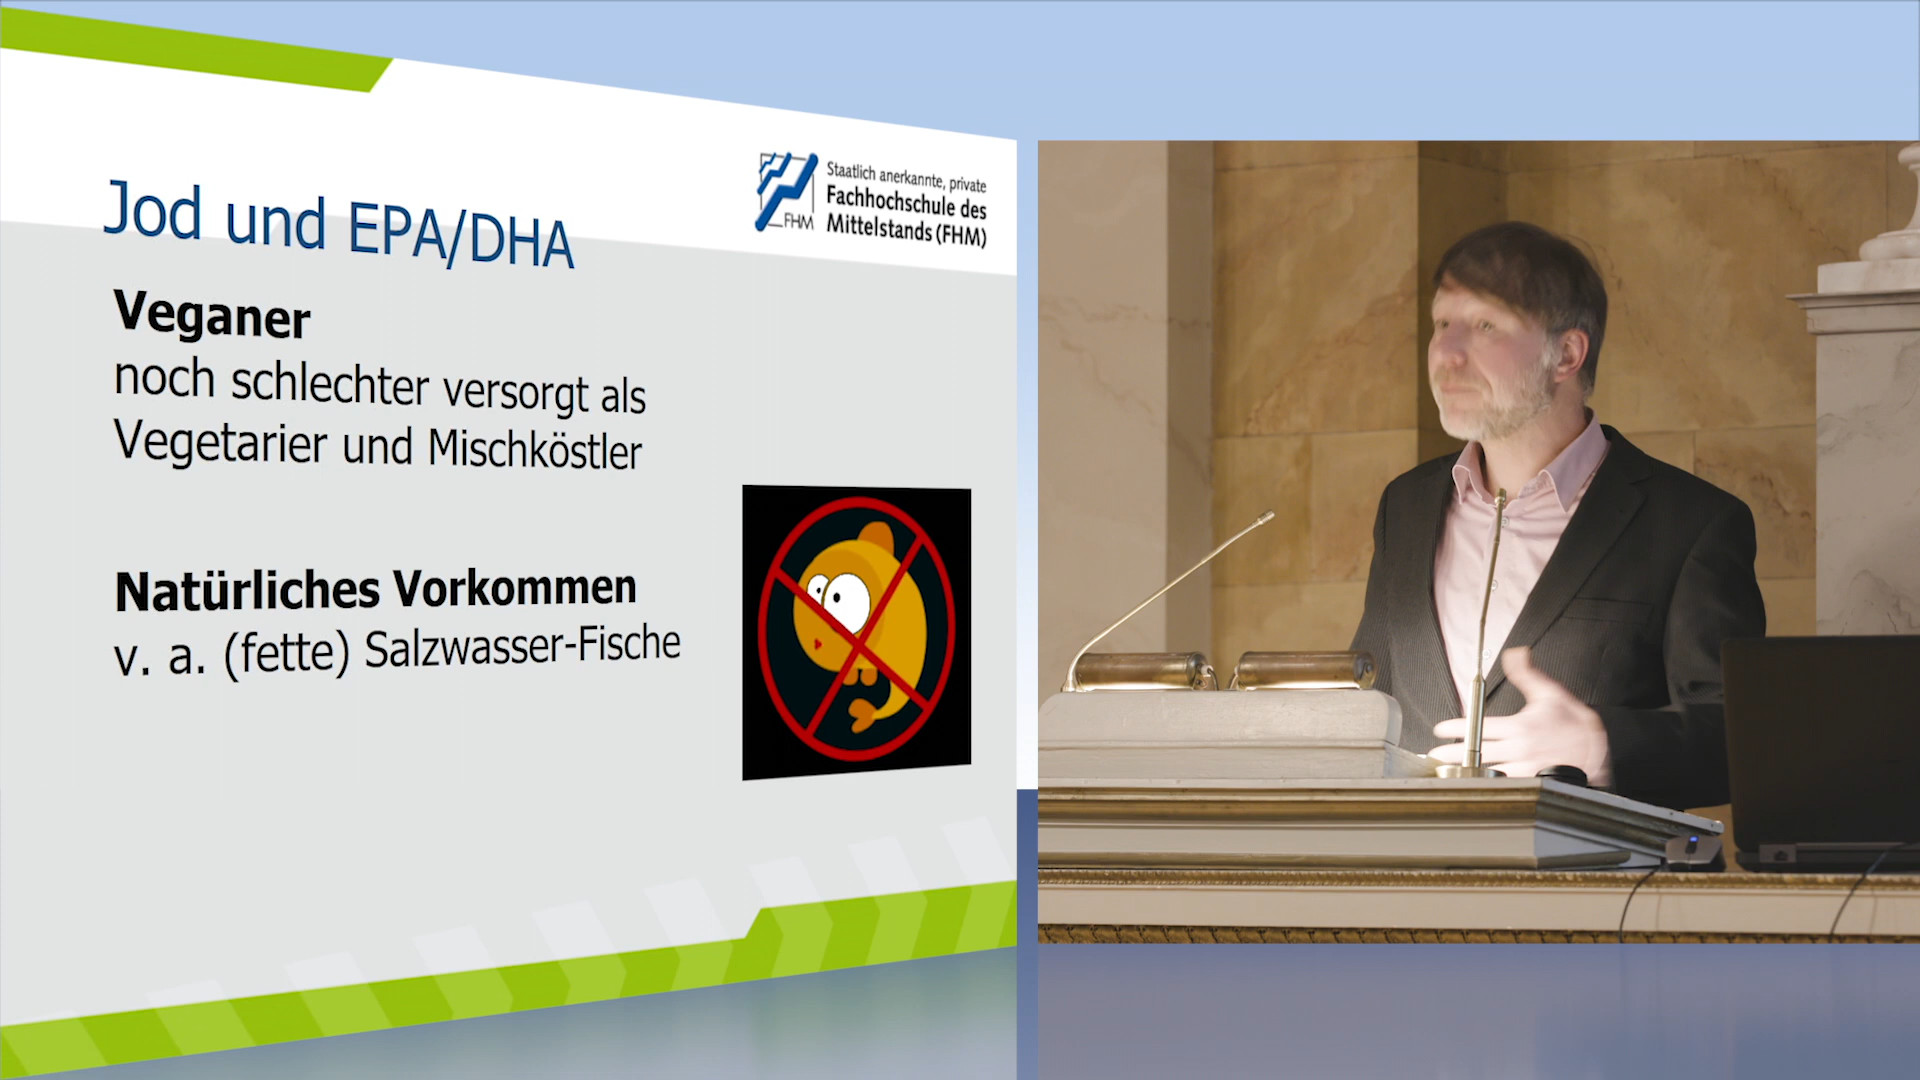 Staatlich anerkannte, private
Fachhochschule des
Mittelstands (FHM)
FHM
Jod und EPA/DHA
Veganer
noch schlechter versorgt als
Vegetarier und Mischköstler
Natürliches Vorkommen
v. a. (fette) Salzwasser-Fische